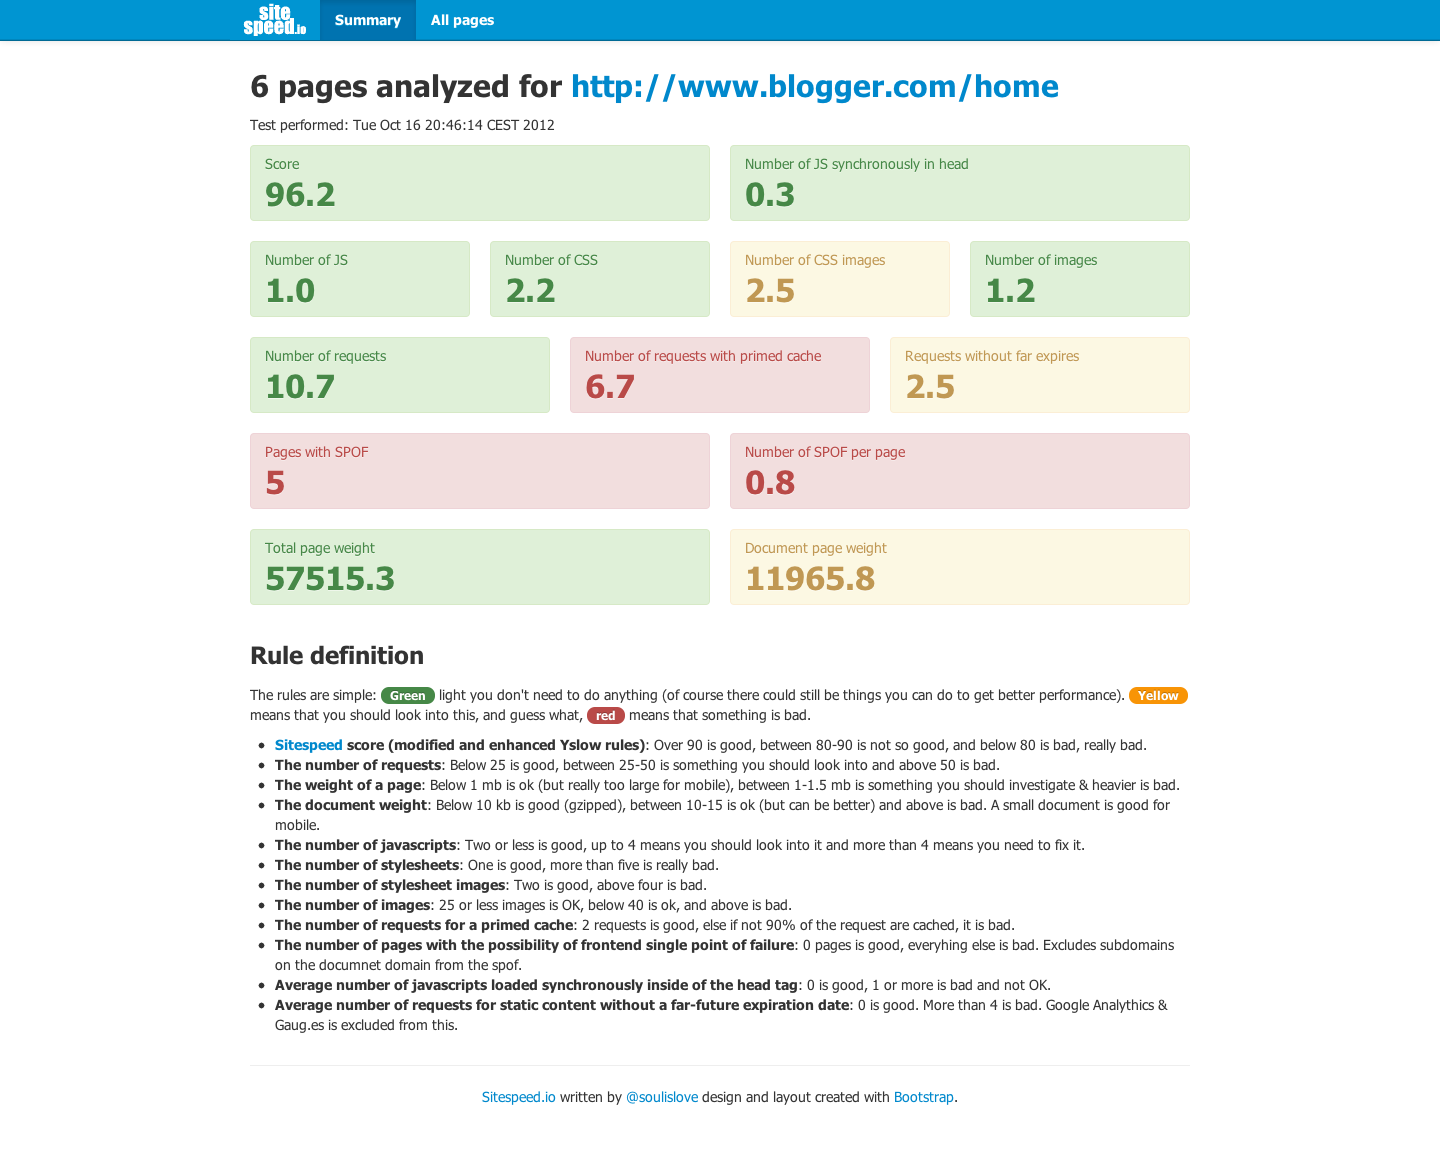 site
speed.io
Summary
All pages
6 pages analyzed for http://www.blogger.com/home
Test performed: Tue Oct 16 20:46:14 CEST 2012
Score
96.2
Number of JS synchronously in head
0.3
Number of JS
1.0
Number of CSS
2.2
Number of CSS images
2.5
Number of images
1.2
Number of requests
10.7
Number of requests with primed cache
6.7
Requests without far expires
2.5
Pages with SPOF
5
Number of SPOF per page
0.8
Total page weight
57515.3
Document page weight
11965.8
Rule definition
The rules are simple: Green light you don't need to do anything (of course there could still be things you can do to get better performance). Yellow
means that you should look into this, and guess what, red means that something is bad.
• Sitespeed score (modified and enhanced Yslow rules): Over 90 is good, between 80-90 is not so good, and below 80 is bad, really bad.
• The number of requests: Below 25 is good, between 25-50 is something you should look into and above 50 is bad.
• The weight of a page: Below 1 mb is ok (but really too large for mobile), between 1-1.5 mb is something you should investigate & heavier is bad.
• The document weight: Below 10 kb is good (gzipped), between 10-15 is ok (but can be better) and above is bad. A small document is good for
mobile.
• The number of javascripts: Two or less is good, up to 4 means you should look into it and more than 4 means you need to fix it.
• The number of stylesheets: One is good, more than five is really bad.
• The number of stylesheet images: Two is good, above four is bad.
• The number of images: 25 or less images is OK, below 40 is ok, and above is bad.
• The number of requests for a primed cache: 2 requests is good, else if not 90% of the request are cached, it is bad.
• The number of pages with the possibility of frontend single point of failure: 0 pages is good, everyhing else is bad. Excludes subdomains
on the documnet domain from the spof.
• Average number of javascripts loaded synchronously inside of the head tag: 0 is good, 1 or more is bad and not OK.
• Average number of requests for static content without a far-future expiration date: 0 is good. More than 4 is bad. Google Analythics &
Gaug.es is excluded from this.
Sitespeed.io written by @soulislove design and layout created with Bootstrap.